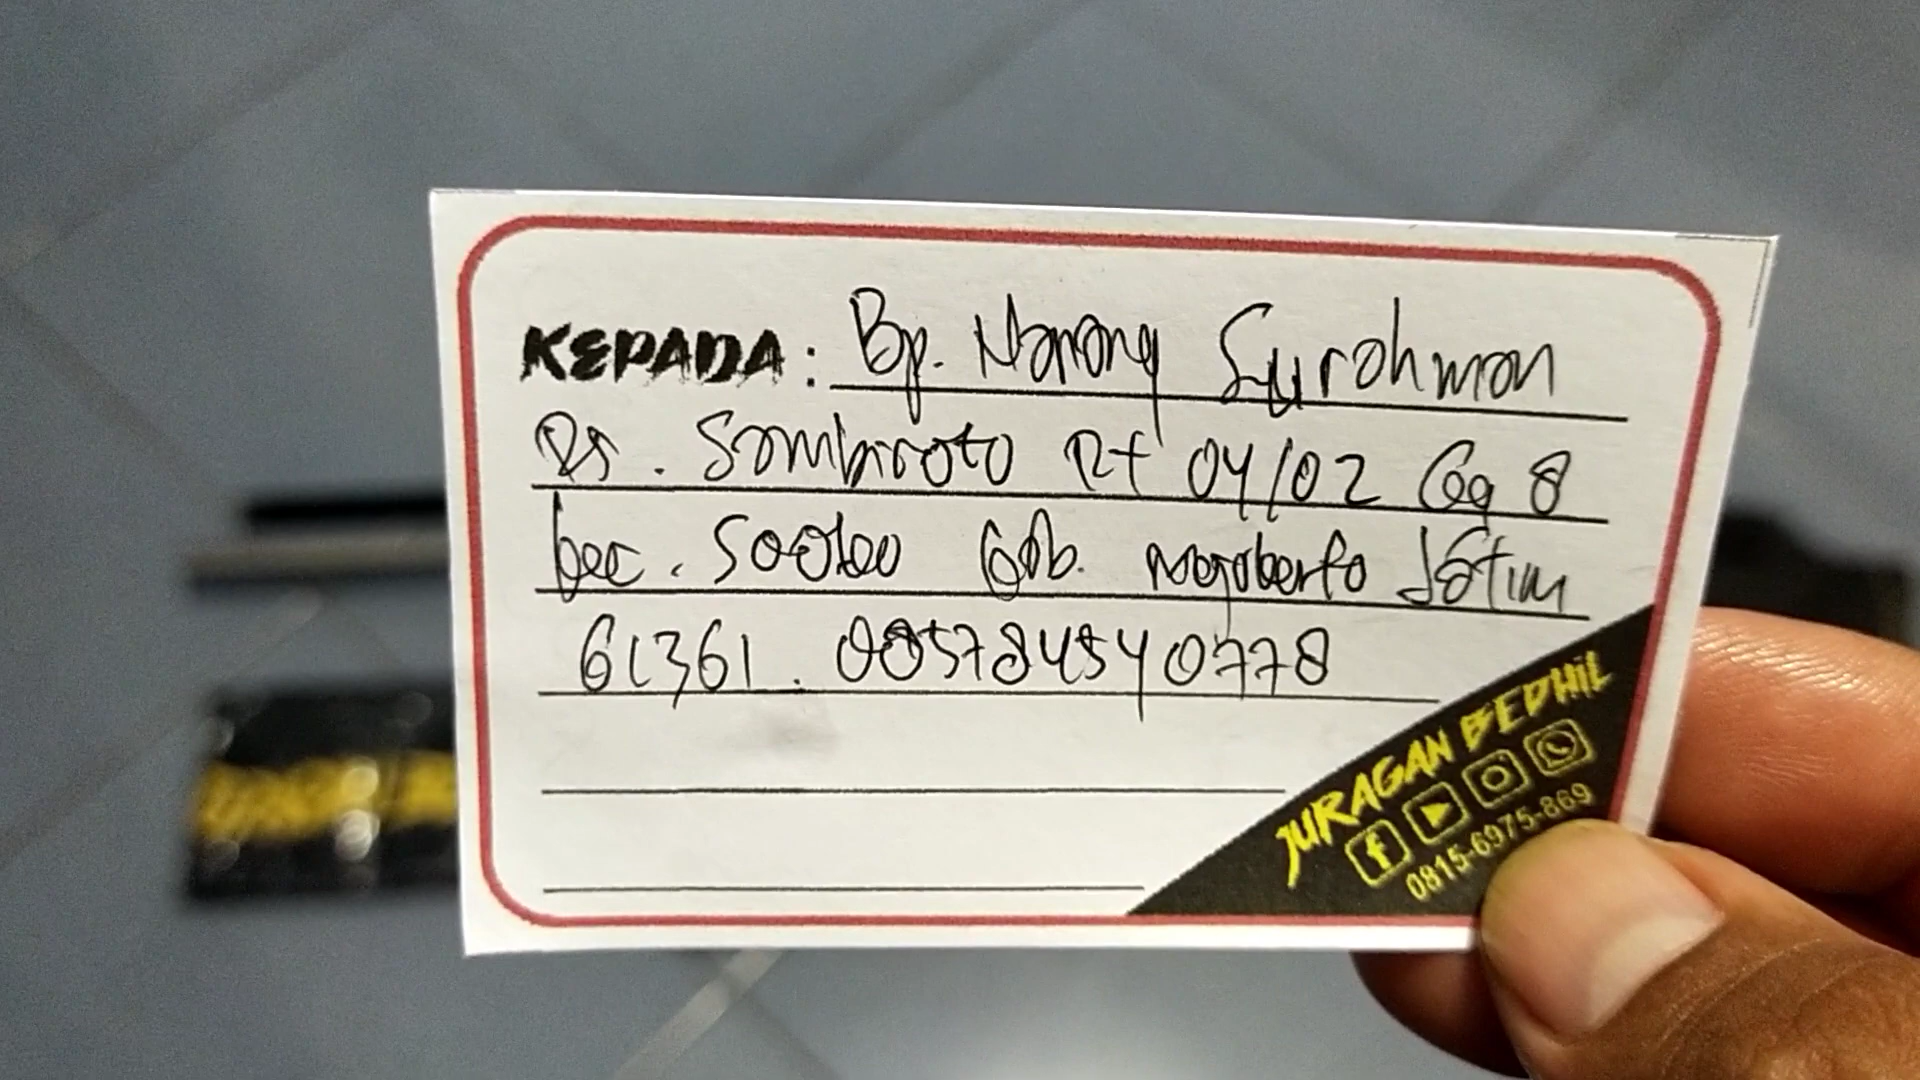 KEPADA : Bp. Nanang Surohman
Ds. Sambiroto Rt 04/02 Gg 8
kec. Sooko Kab. mojokerto Jatim
61361. 085784540778
JURAGAN BEDHIL
0815-6975-869